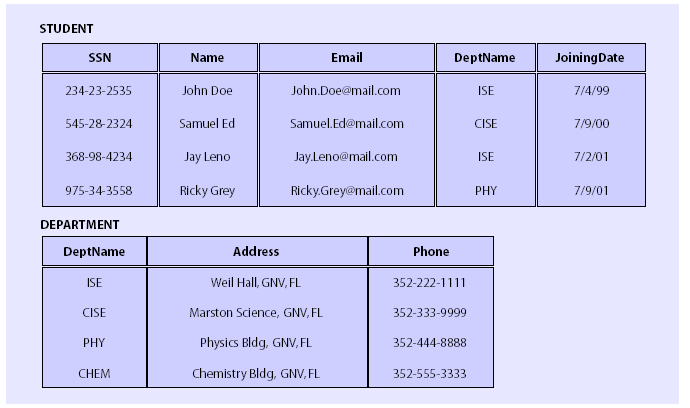 STUDENT
SSN Name Email DeptName JoiningDate
234-23-2535 John Doe John.Doe@mail.com ISE 7/4/99
545-28-2324 Samuel Ed Samuel.Ed@mail.com CISE 7/9/00
368-98-4234 Jay Leno Jay.Leno@mail.com ISE 7/2/01
975-34-3558 Ricky Grey Ricky.Grey@mail.com PHY 7/9/01
DEPARTMENT
DeptName Address Phone
ISE Weil Hall, GNV, FL 352-222-1111
CISE Marston Science, GNV, FL 352-333-9999
PHY Physics Bldg, GNV, FL 352-444-8888
CHEM Chemistry Bldg, GNV, FL 352-555-3333